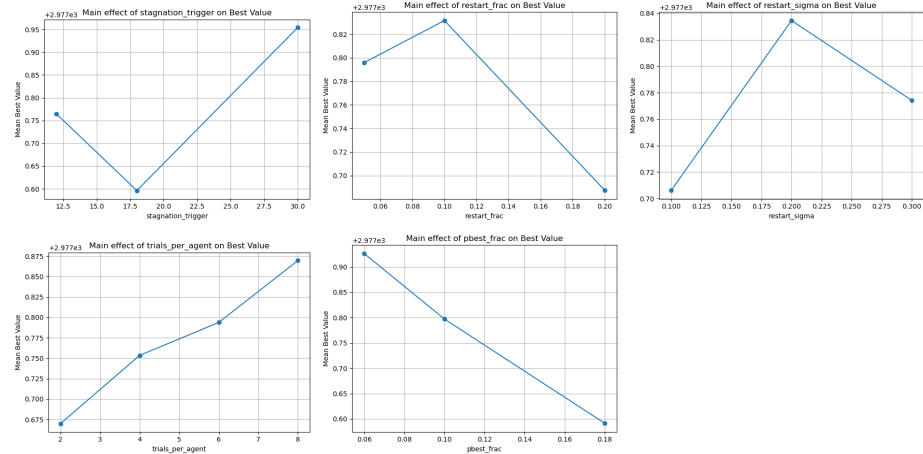 +2.977e3 Main effect of stagnation_trigger on Best Value
Mean Best Value
0.95
0.90
0.85
0.80
0.75
0.70
0.65
0.60
12.5 15.0 17.5 20.0 22.5 25.0 27.5 30.0
stagnation_trigger
+2.977e3 Main effect of restart_frac on Best Value
Mean Best Value
0.82
0.80
0.78
0.76
0.74
0.72
0.70
0.06 0.08 0.10 0.12 0.14 0.16 0.18 0.20
restart_frac
+2.977e3 Main effect of restart_sigma on Best Value
Mean Best Value
0.84
0.82
0.80
0.78
0.76
0.74
0.72
0.70
0.100 0.125 0.150 0.175 0.200 0.225 0.250 0.275 0.300
restart_sigma
+2.977e3 Main effect of trials_per_agent on Best Value
Mean Best Value
0.875
0.850
0.825
0.800
0.775
0.750
0.725
0.700
0.675
2 3 4 5 6 7 8
trials_per_agent
+2.977e3 Main effect of pbest_frac on Best Value
Mean Best Value
0.90
0.85
0.80
0.75
0.70
0.65
0.60
0.06 0.08 0.10 0.12 0.14 0.16 0.18
pbest_frac